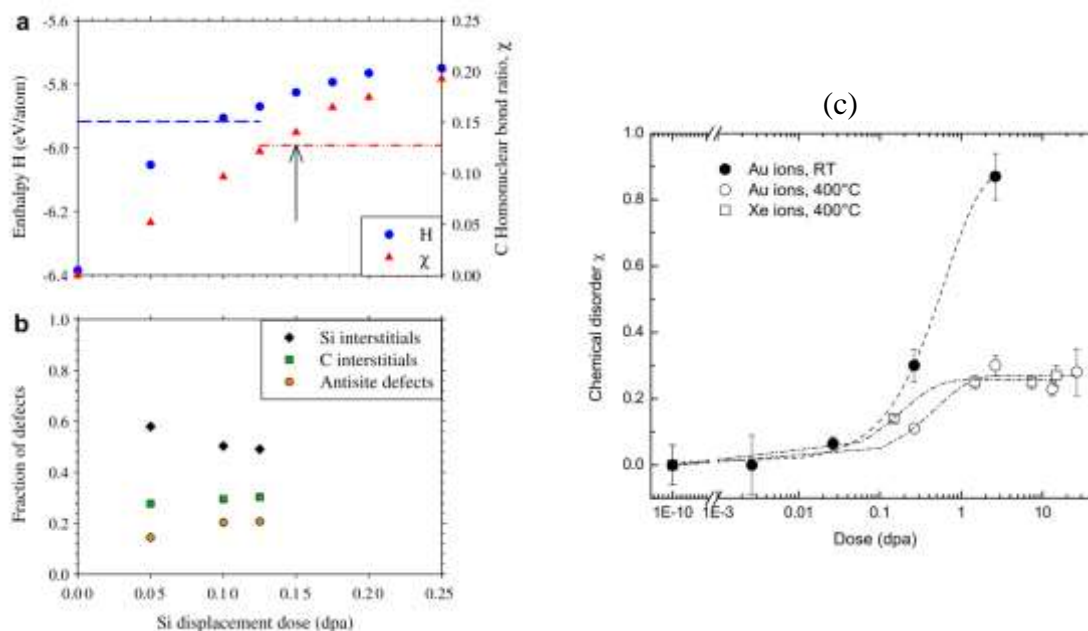 a
-5.6
-5.8
-6.0
-6.2
-6.4
Enthalpy H (eV/atom)
0.25
0.20
0.15
0.10
0.05
0.00
C Homonuclear bond ratio, χ
H
χ
b
1.0
0.8
0.6
0.4
0.2
0.0
Fraction of defects
Si interstitials
C interstitials
Antisite defects
0.00 0.05 0.10 0.15 0.20 0.25
Si displacement dose (dpa)
(c)
1.0
0.8
0.6
0.4
0.2
0.0
Chemical disorder χ
Au ions, RT
Au ions, 400°C
Xe ions, 400°C
1E-10 1E-3 0.01 0.1 1 10
Dose (dpa)